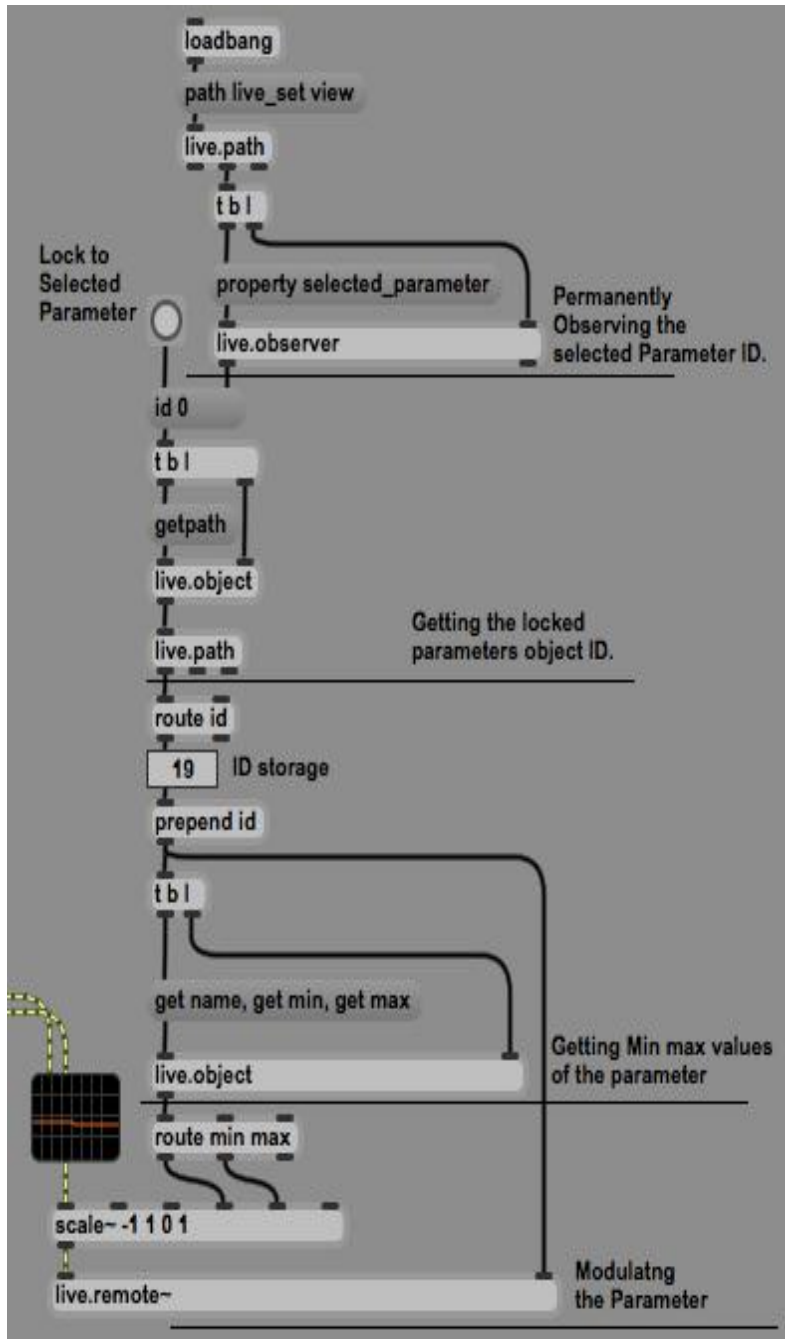 loadbang
path live_set view
live.path
t b l
Lock to
Selected
Parameter
property selected_parameter
live.observer
Permanently
Observing the
selected Parameter ID.
id 0
t b l
getpath
live.object
live.path
Getting the locked
parameters object ID.
route id
19
ID storage
prepend id
t b l
get name, get min, get max
live.object
Getting Min max values
of the parameter
route min max
scale~ -1 1 0 1
live.remote~
Modulatng
the Parameter